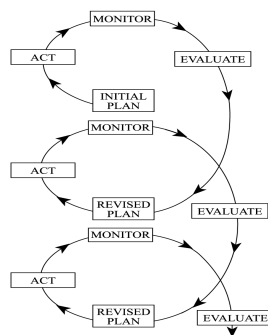 MONITOR
ACT
EVALUATE
INITIAL
PLAN
MONITOR
ACT
REVISED
PLAN
EVALUATE
MONITOR
ACT
REVISED
PLAN
EVALUATE